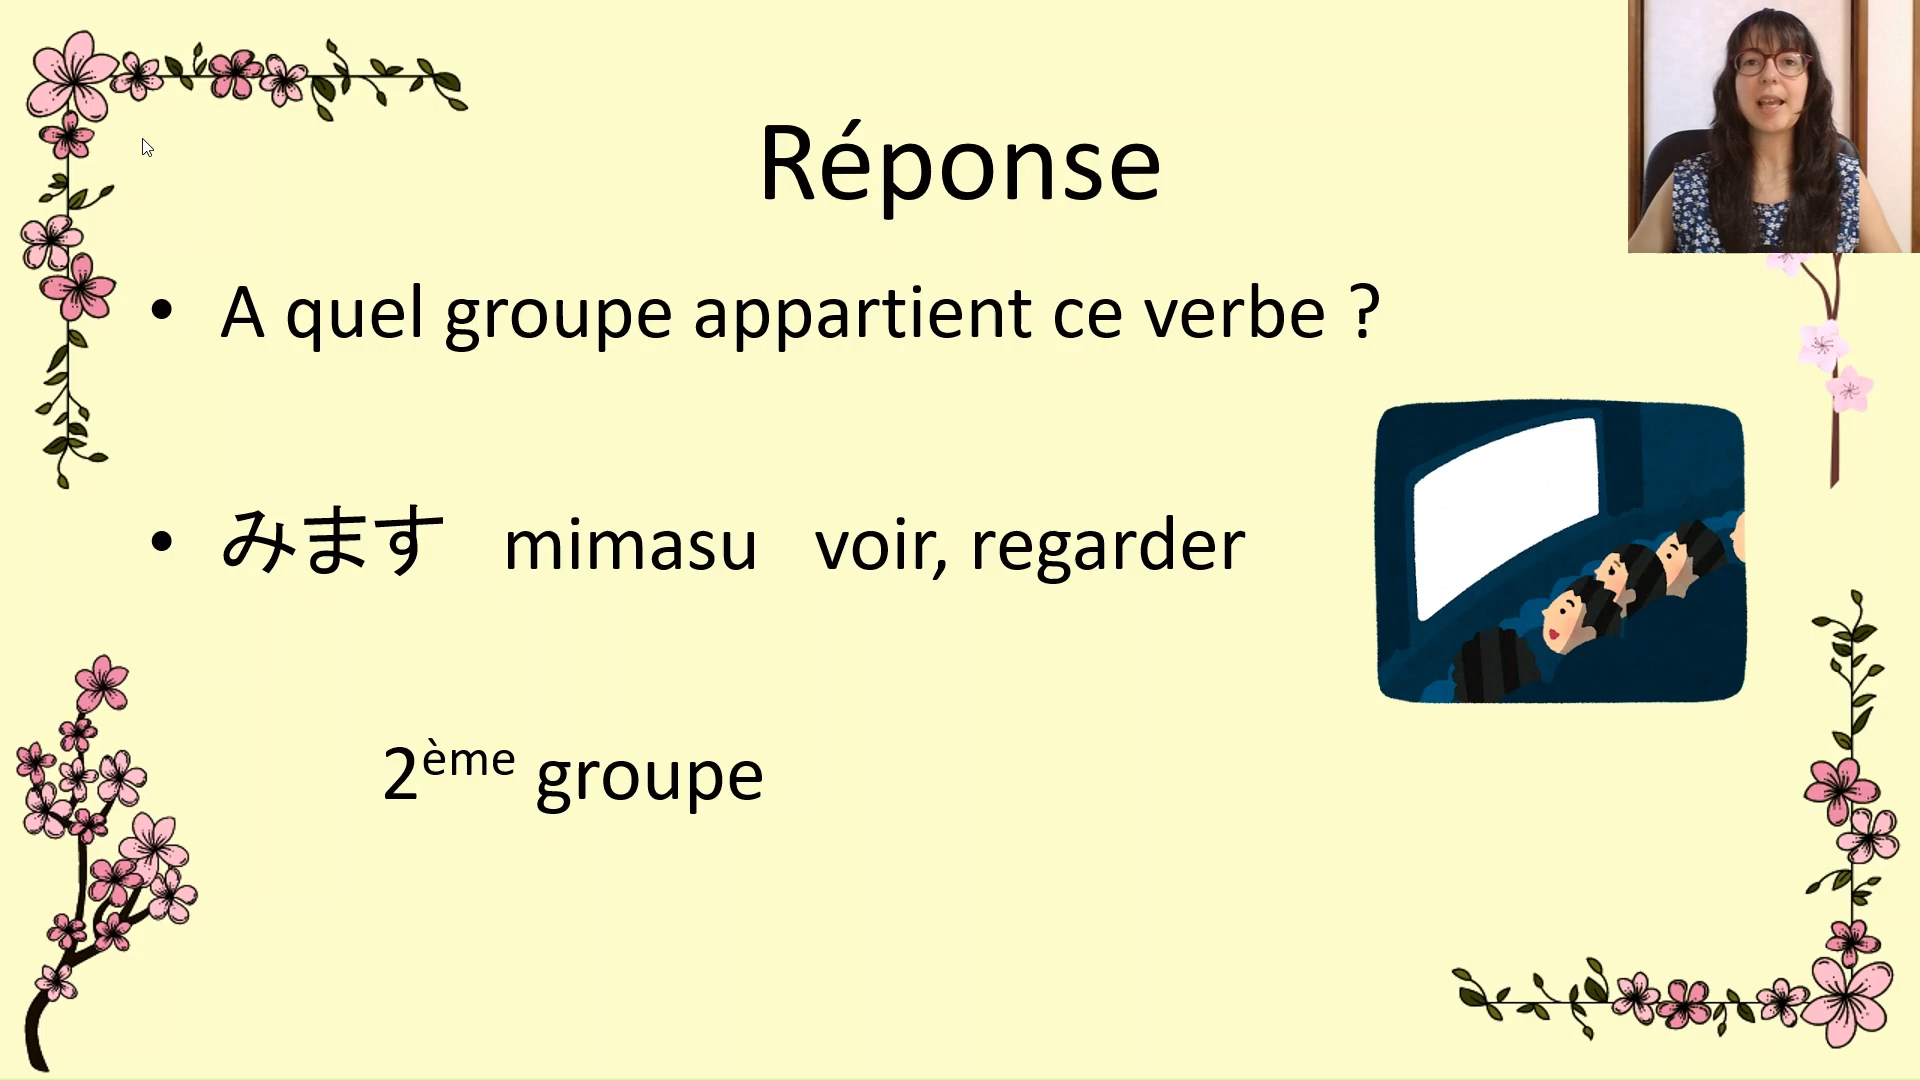 Réponse
• A quel groupe appartient ce verbe ?
• みます mimasu voir, regarder
2ème groupe